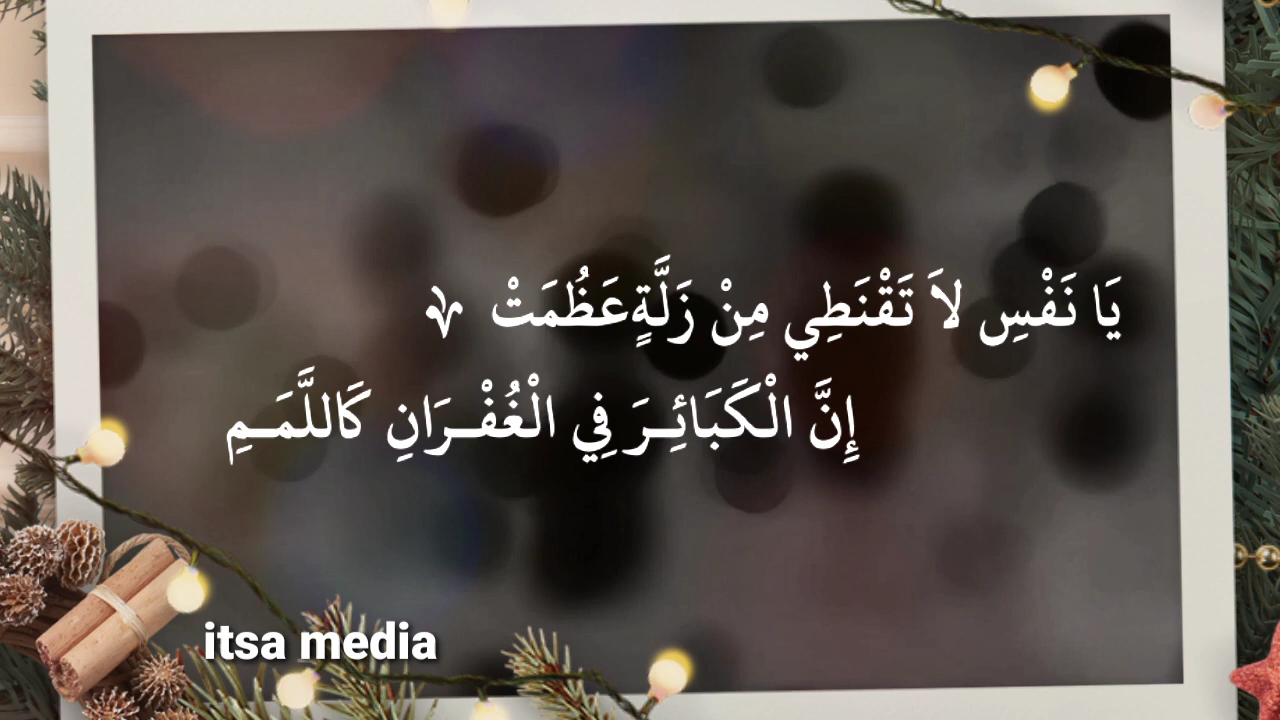 يَا نَفْسِ لاَ تَقْنَطِي مِنْ زَلَّةٍ عَظُمَتْ
إِنَّ الْكَبَائِـرَ فِي الْغُفْـرَانِ كَاللَّمَـمِ
itsa media